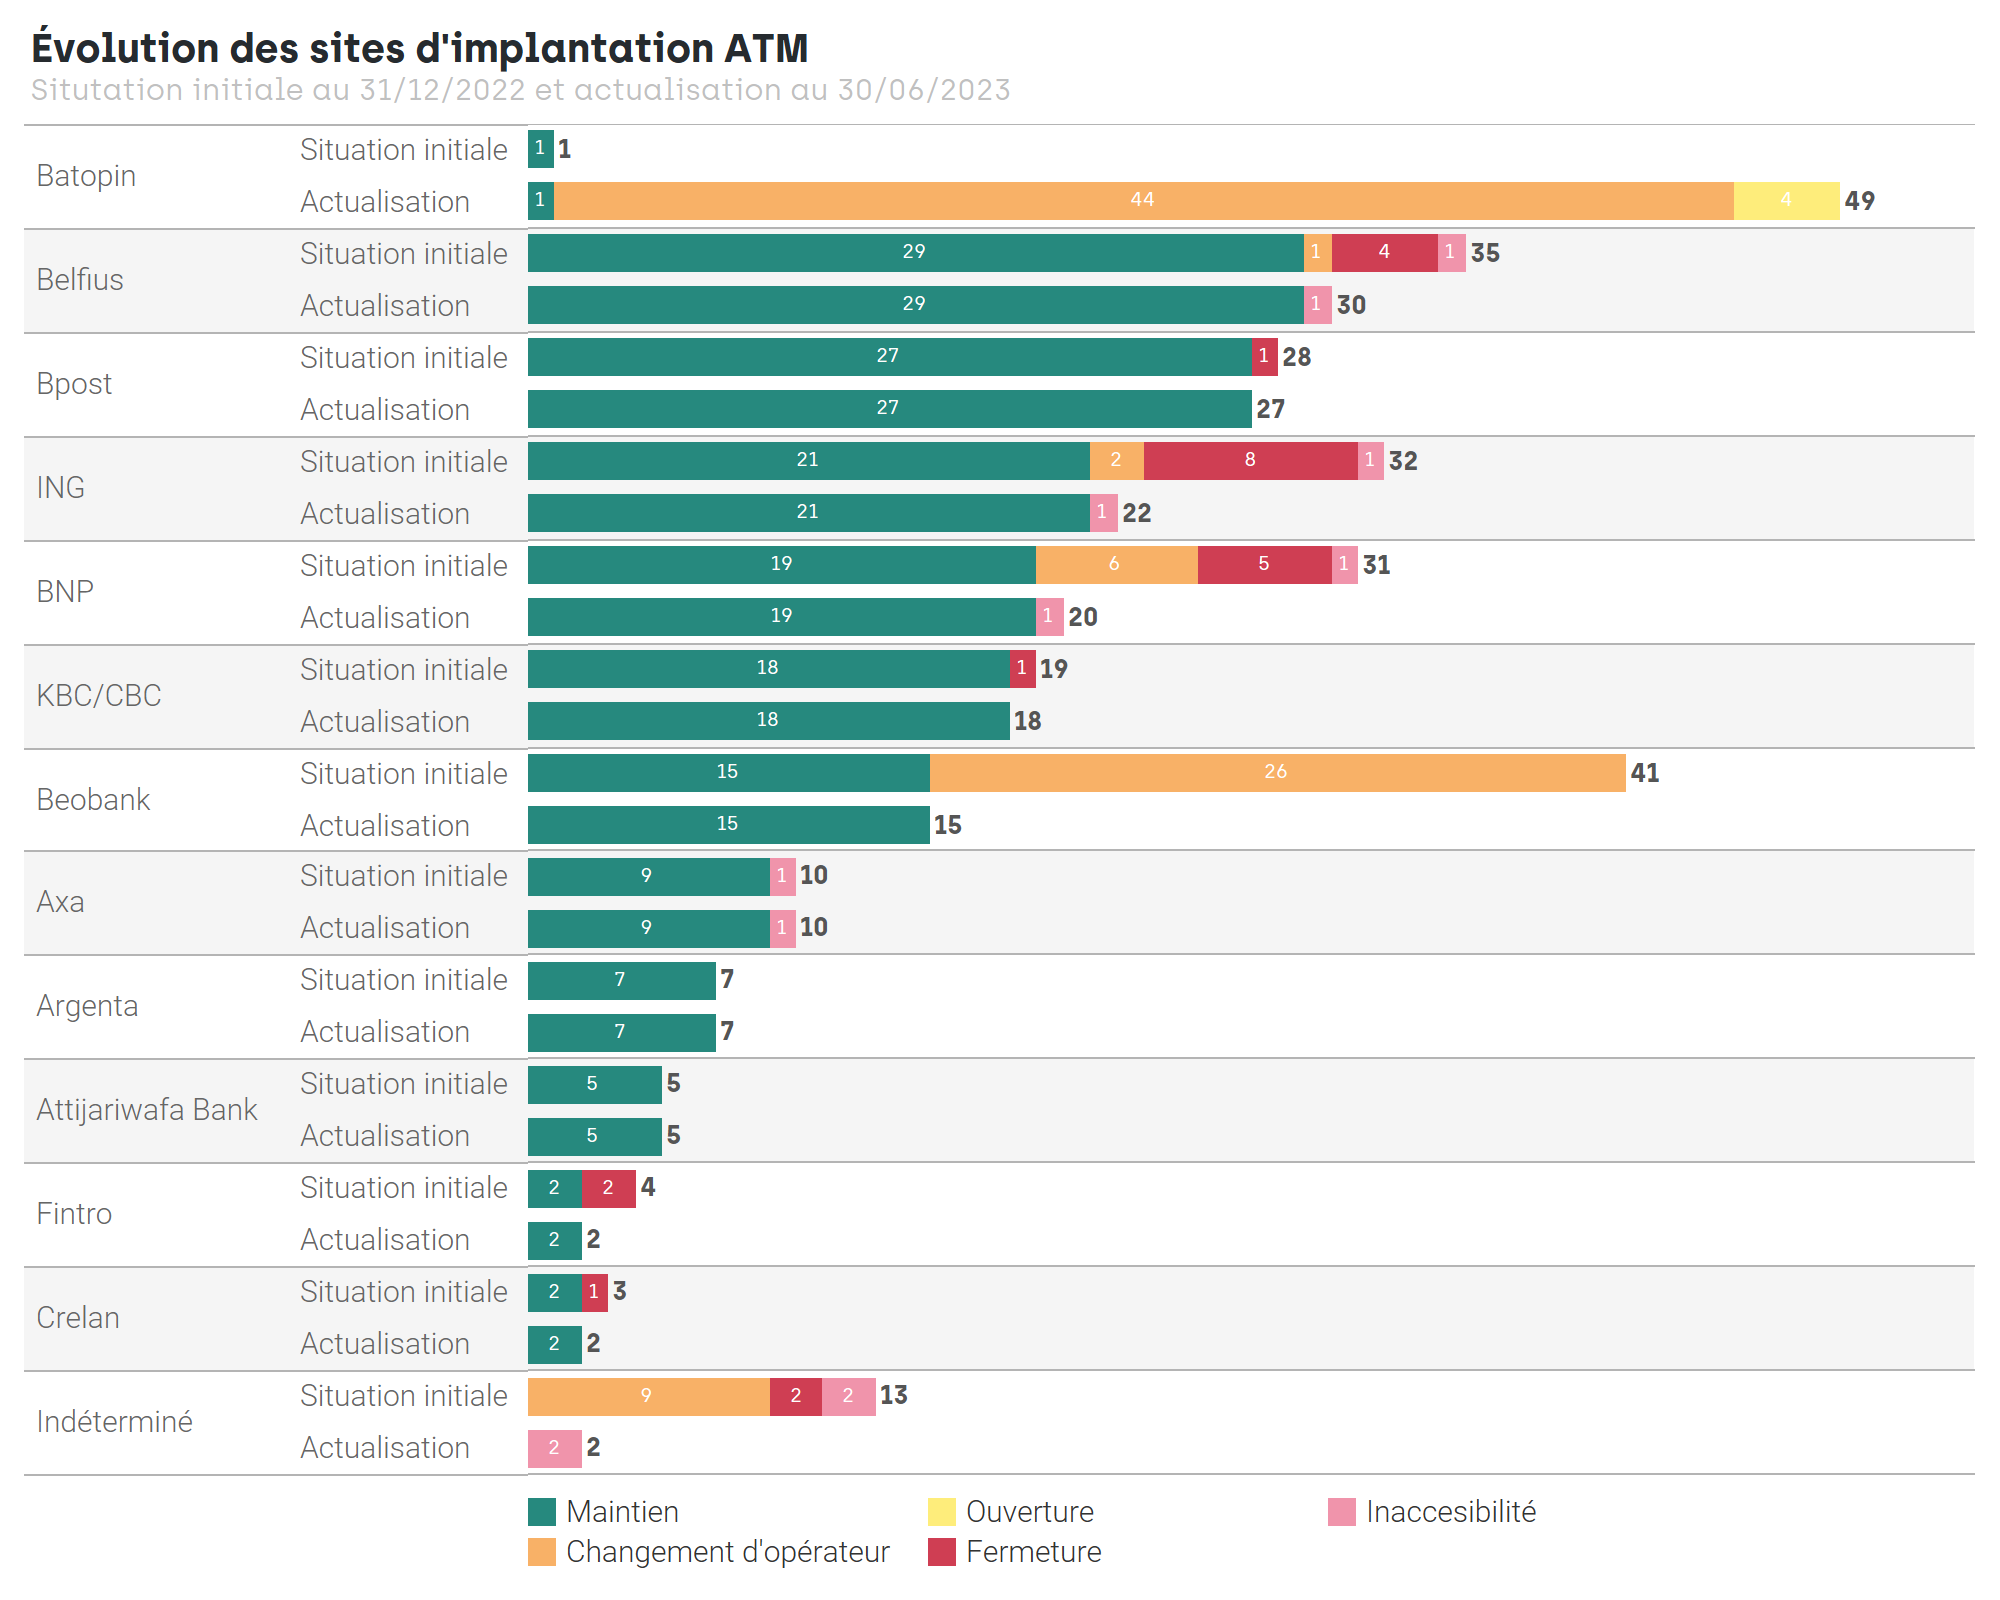 Évolution des sites d'implantation ATM
Situtation initiale au 31/12/2022 et actualisation au 30/06/2023
Batopin
Situation initiale 1 1
Actualisation 1 44 4 49
Belfius
Situation initiale 29 1 4 1 35
Actualisation 29 1 30
Bpost
Situation initiale 27 1 28
Actualisation 27 27
ING
Situation initiale 21 2 8 1 32
Actualisation 21 1 22
BNP
Situation initiale 19 6 5 1 31
Actualisation 19 1 20
KBC/CBC
Situation initiale 18 1 19
Actualisation 18 18
Beobank
Situation initiale 15 26 41
Actualisation 15 15
Axa
Situation initiale 9 1 10
Actualisation 9 1 10
Argenta
Situation initiale 7 7
Actualisation 7 7
Attijariwafa Bank
Situation initiale 5 5
Actualisation 5 5
Fintro
Situation initiale 2 2 4
Actualisation 2 2
Crelan
Situation initiale 2 1 3
Actualisation 2 2
Indéterminé
Situation initiale 9 2 2 13
Actualisation 2 2
Maintien Ouverture Inaccesibilité
Changement d'opérateur Fermeture